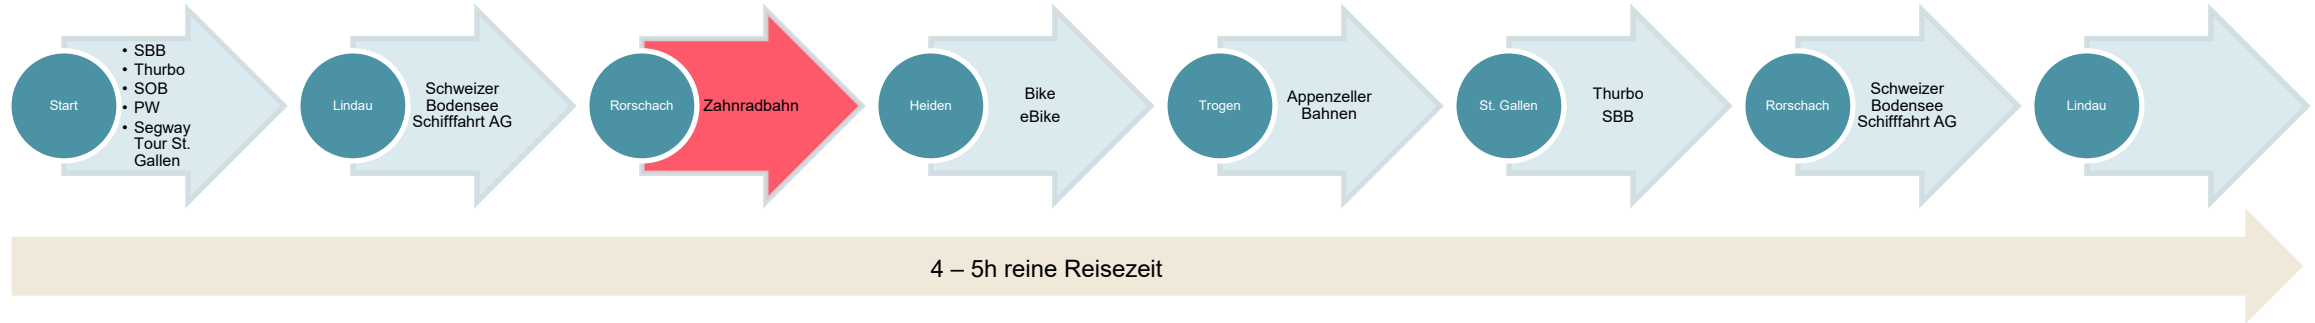 Start
• SBB
• Thurbo
• SOB
• PW
• Segway
Tour St.
Gallen
Lindau
Schweizer
Bodensee
Schifffahrt AG
Rorschach
Zahnradbahn
Heiden
Bike
eBike
Trogen
Appenzeller
Bahnen
St. Gallen
Thurbo
SBB
Rorschach
Schweizer
Bodensee
Schifffahrt AG
Lindau
4 – 5h reine Reisezeit